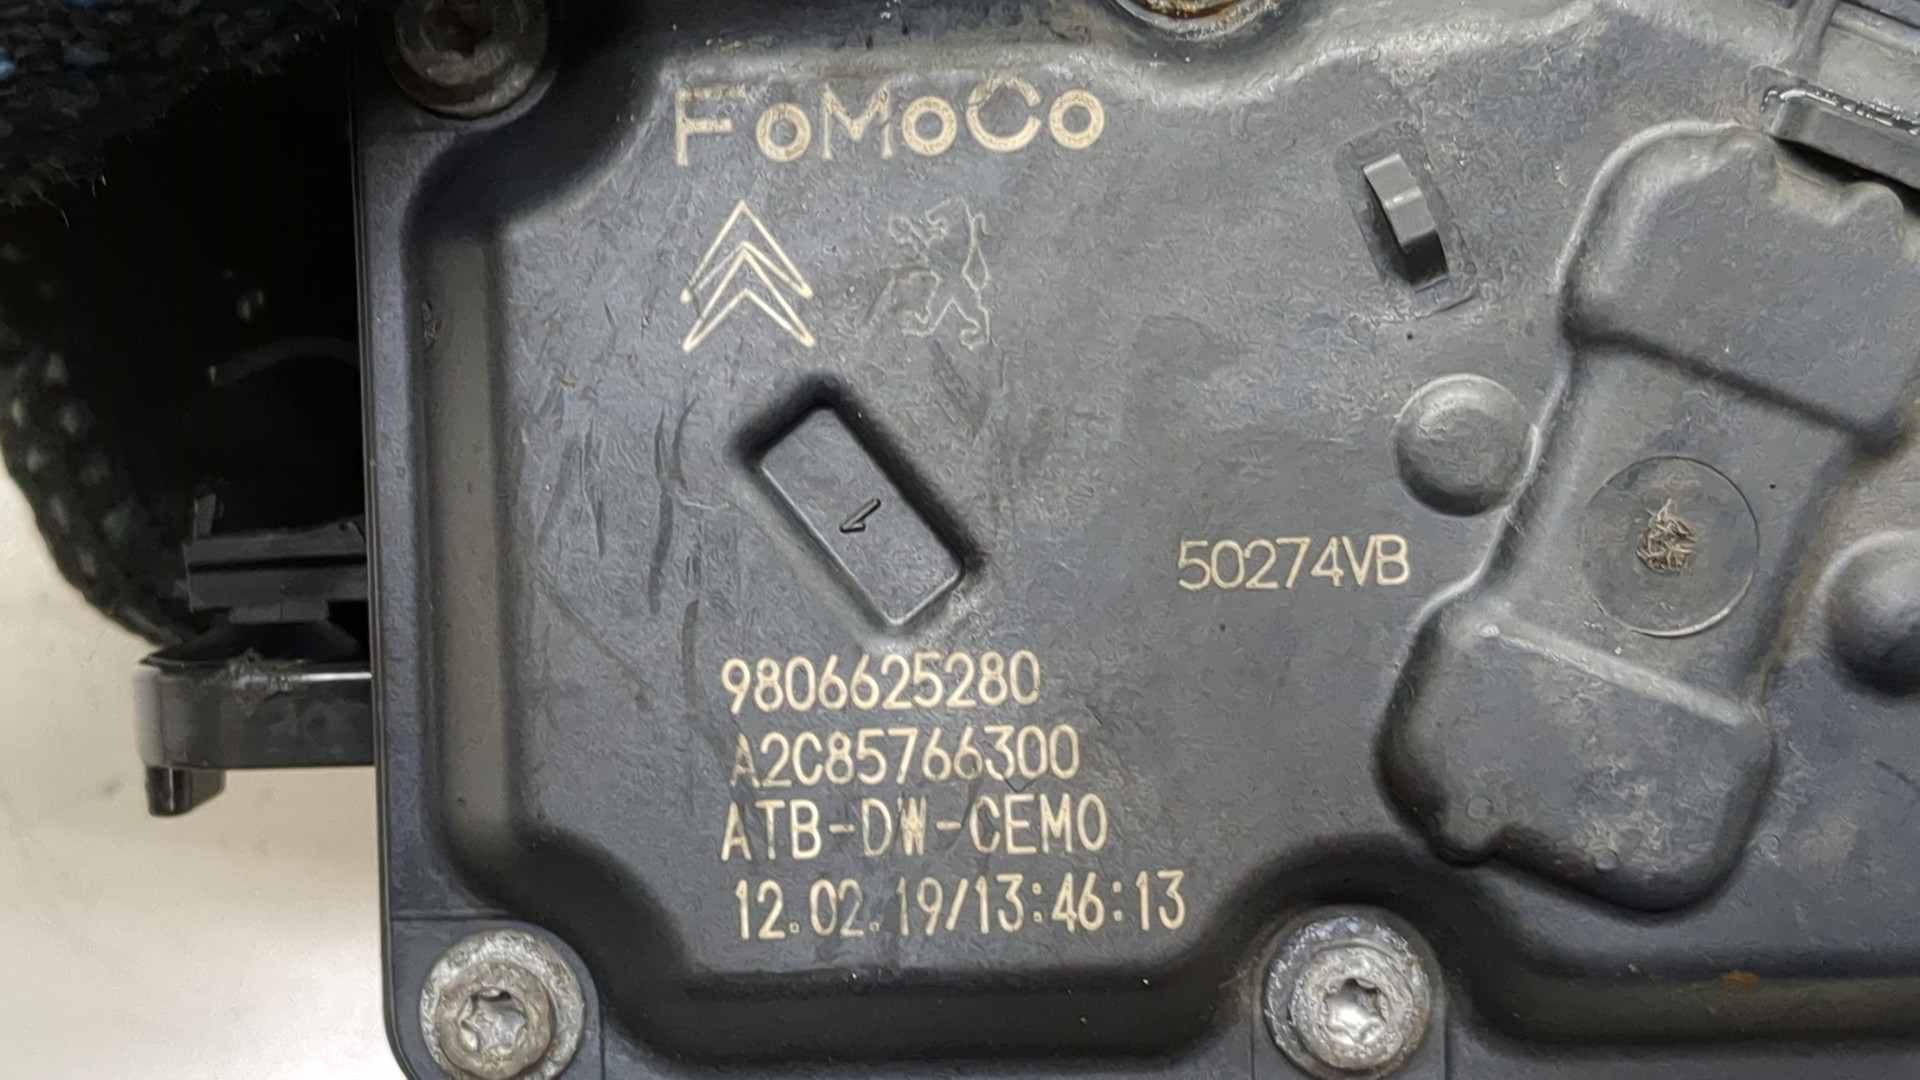 FoMoCo
50274VB
9806625280
A2C85766300
ATB-DW-CEMO
12.02.19/13:46:13